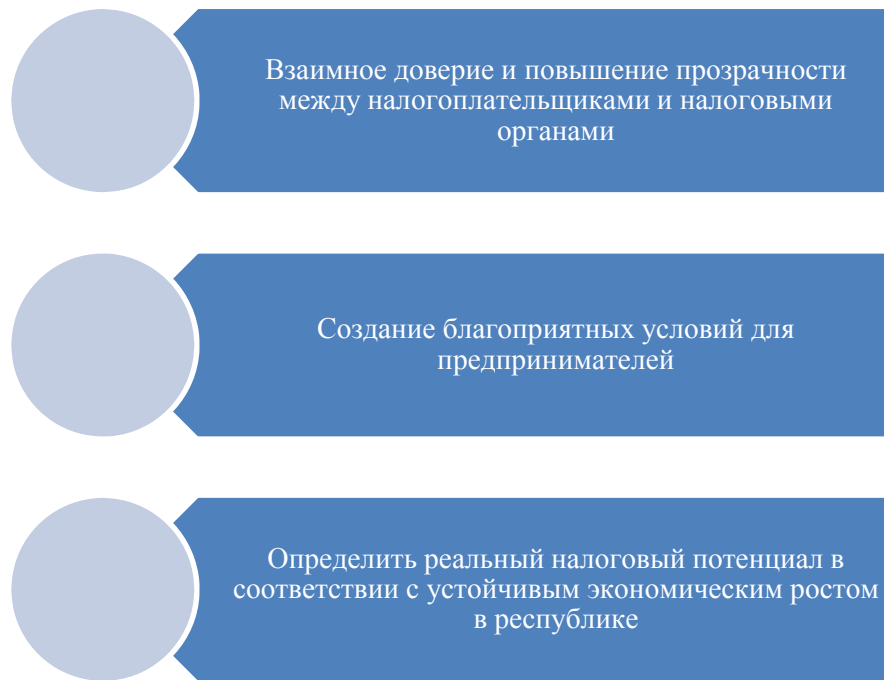 Взаимное доверие и повышение прозрачности
между налогоплательщиками и налоговыми
органами
Создание благоприятных условий для
предпринимателей
Определить реальный налоговый потенциал в
соответствии с устойчивым экономическим ростом
в республике